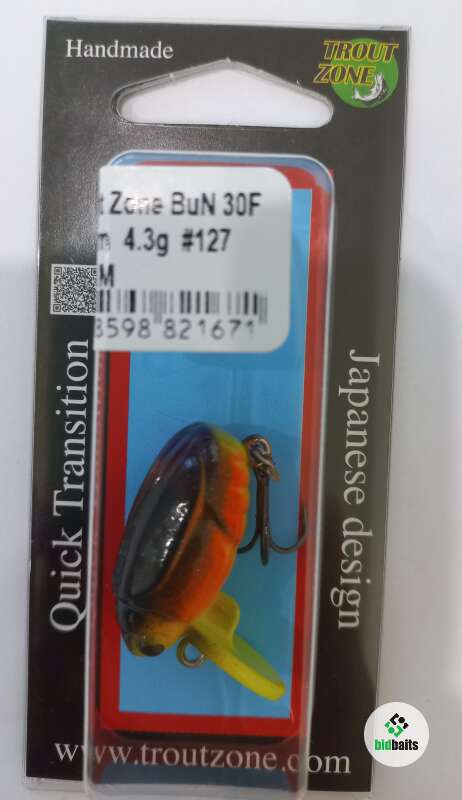 Handmade
TROUT
ZONE
t Zone BuN 30F
m 4.3g #127
M
8598 821671
Quick Transition
Japanese design
www.troutzone.com
bidbaits